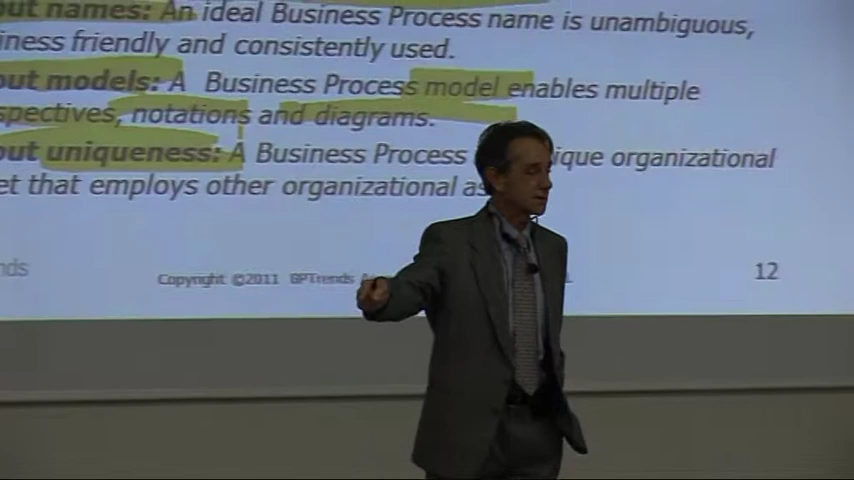 out names: An ideal Business Process name is unambiguous,
iness friendly and consistently used.
out models: A Business Process model enables multiple
spectives, notations and diagrams.
out uniqueness: A Business Process ique organizational
et that employs other organizational as
nds Copyright ©2011 BPTrends As
12